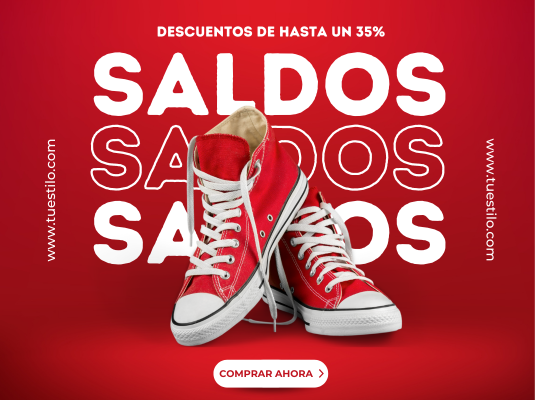 DESCUENTOS DE HASTA UN 35%
SALDOS
SALDOS
SALDOS
www.tuestilo.com
www.tuestilo.com
COMPRAR AHORA >